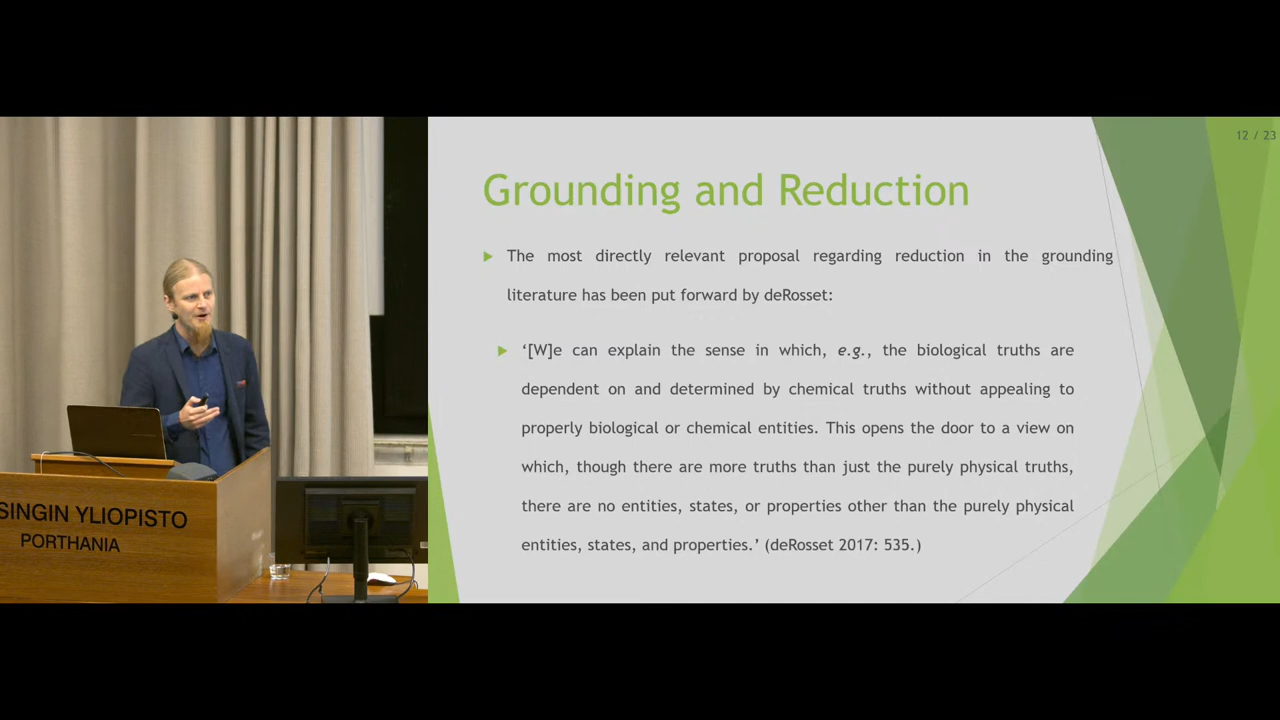 12 / 23
Grounding and Reduction
The most directly relevant proposal regarding reduction in the grounding
literature has been put forward by deRosset:
‘[W]e can explain the sense in which, e.g., the biological truths are
dependent on and determined by chemical truths without appealing to
properly biological or chemical entities. This opens the door to a view on
which, though there are more truths than just the purely physical truths,
there are no entities, states, or properties other than the purely physical
entities, states, and properties.’ (deRosset 2017: 535.)
SINGIN YLIOPISTO
PORTHANIA